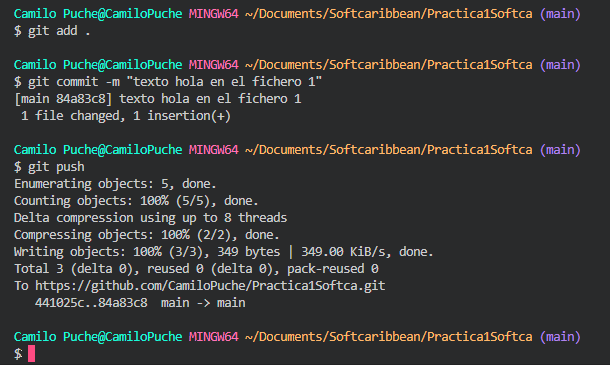 Camilo Puche@CamiloPuche MINGW64 ~/Documents/Softcaribbean/Practica1Softca (main)
$ git add .
Camilo Puche@CamiloPuche MINGW64 ~/Documents/Softcaribbean/Practica1Softca (main)
$ git commit -m "texto hola en el fichero 1"
[main 84a83c8] texto hola en el fichero 1
1 file changed, 1 insertion(+)
Camilo Puche@CamiloPuche MINGW64 ~/Documents/Softcaribbean/Practica1Softca (main)
$ git push
Enumerating objects: 5, done.
Counting objects: 100% (5/5), done.
Delta compression using up to 8 threads
Compressing objects: 100% (2/2), done.
Writing objects: 100% (3/3), 349 bytes | 349.00 KiB/s, done.
Total 3 (delta 0), reused 0 (delta 0), pack-reused 0
To https://github.com/CamiloPuche/Practica1Softca.git
441025c..84a83c8  main -> main
Camilo Puche@CamiloPuche MINGW64 ~/Documents/Softcaribbean/Practica1Softca (main)
$